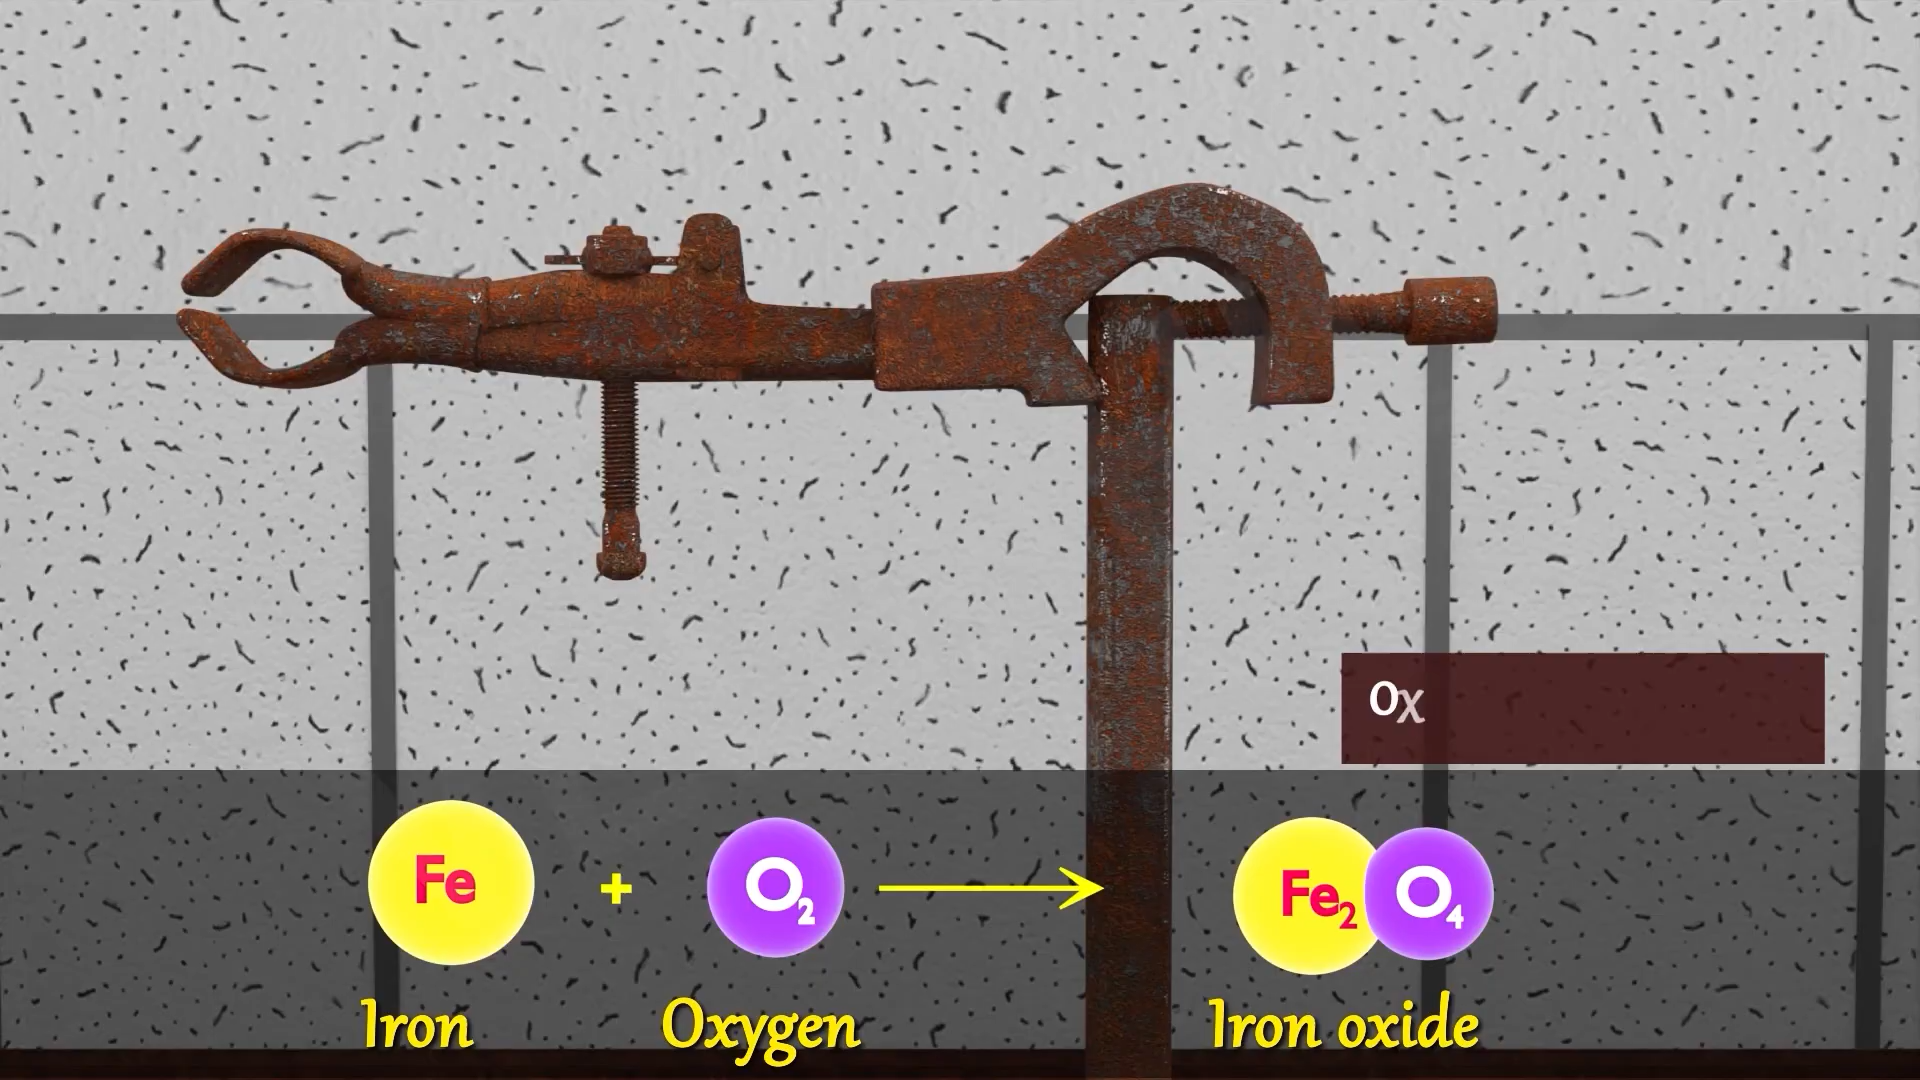 Ox
Fe + O₂ → Fe₂ O₄
Iron Oxygen Iron oxide